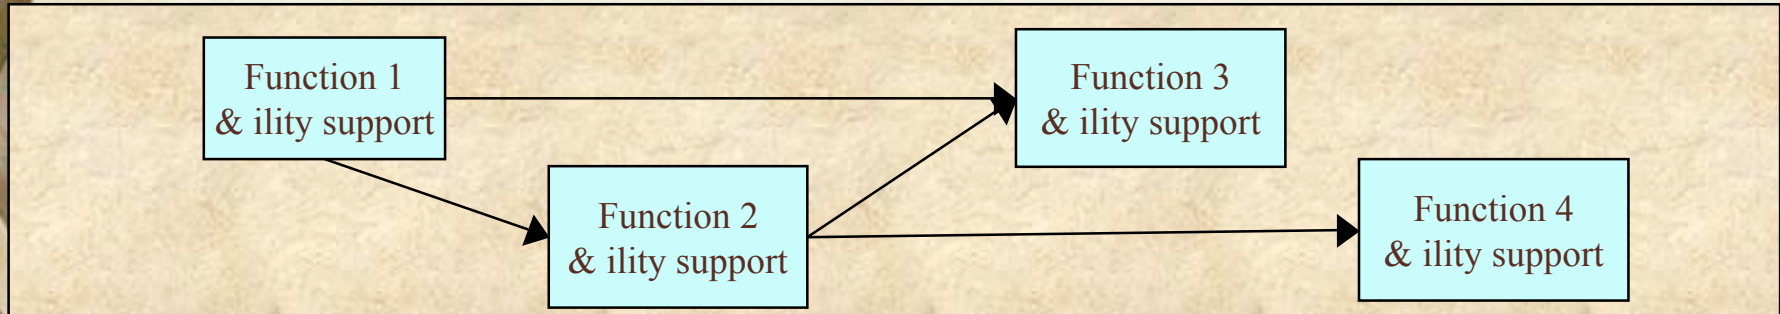 Function 1
& ility support
Function 2
& ility support
Function 3
& ility support
Function 4
& ility support